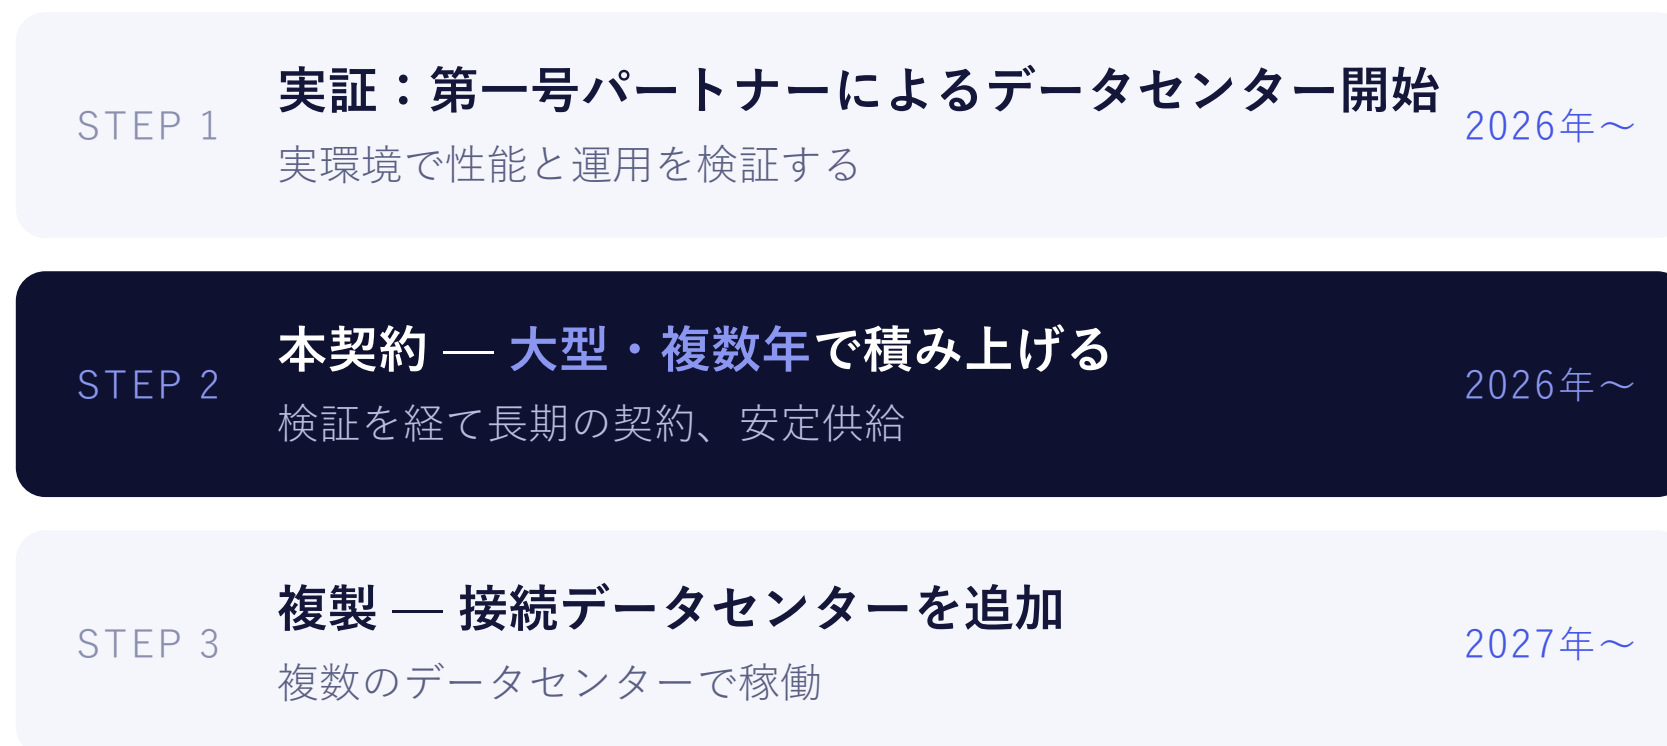 STEP 1
実証：第一号パートナーによるデータセンター開始
実環境で性能と運用を検証する
2026年〜
STEP 2
本契約 — 大型・複数年で積み上げる
検証を経て長期の契約、安定供給
2026年〜
STEP 3
複製 — 接続データセンターを追加
複数のデータセンターで稼働
2027年〜